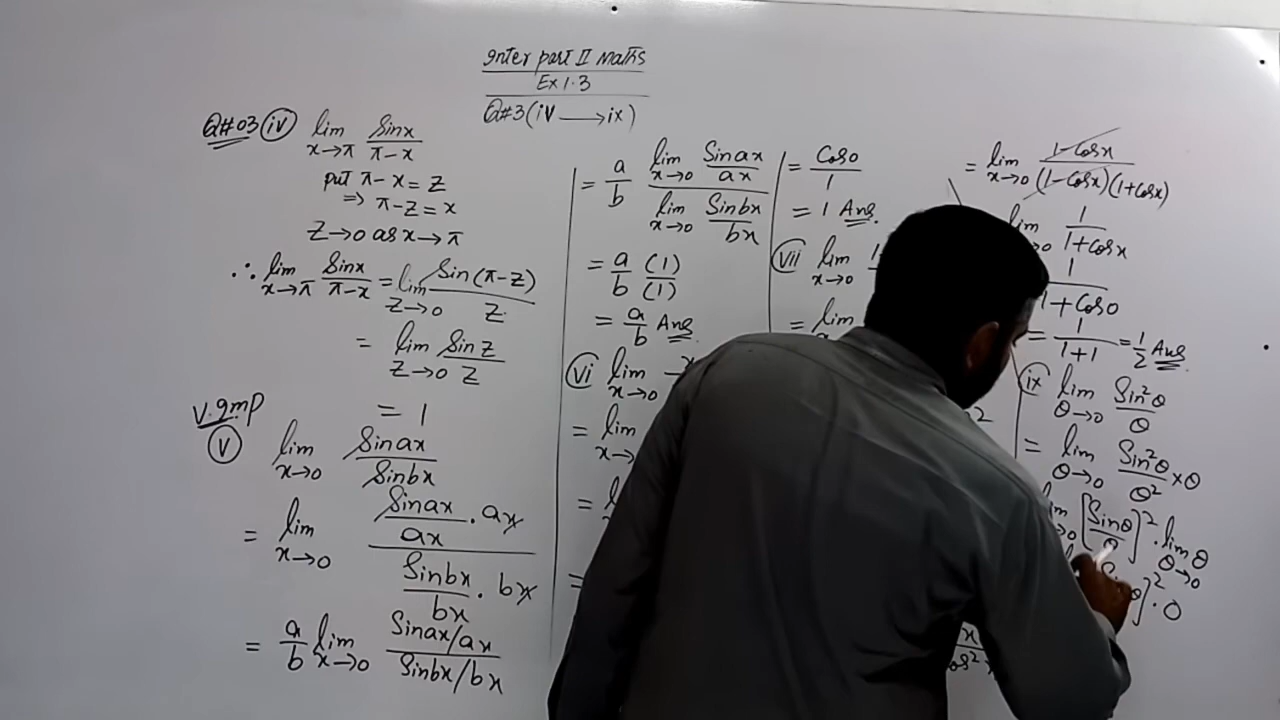 Inter part II Maths
Ex 1.3
Q#3(iv ⟶ ix)
Q#03 (iv) lim x→π Sinx/π-x
put π-x = z
⇒ π-z = x
z→0 as x→π
∴ lim x→π Sinx/π-x = lim z→0 Sin(π-z)/z
= lim z→0 Sinz/z
= 1
V.Imp
(v) lim x→0 Sinax/Sinbx
= lim x→0 (Sinax/ax . ax)/(Sinbx/bx . bx)
= a/b lim x→0 (Sinax/ax)/(Sinbx/bx)
= a/b (lim x→0 Sinax/ax)/(lim x→0 Sinbx/bx)
= a/b (1)/(1)
= a/b Ans.
(vi) lim x→0
= lim x→
=
=
= Cos0/1
= 1 Ans.
(vii) lim x→0 1
= lim
= lim x→0 (1-Cosx)/((1-Cosx)(1+Cosx))
lim 0 1/(1+Cosx)
1/(1+Cos0)
= 1/(1+1) = 1/2 Ans.
(ix) lim θ→0 Sin²θ/θ
= lim θ→0 Sin²θ/θ² × θ
[Sinθ/θ]² . lim θ→0 θ
]² . 0